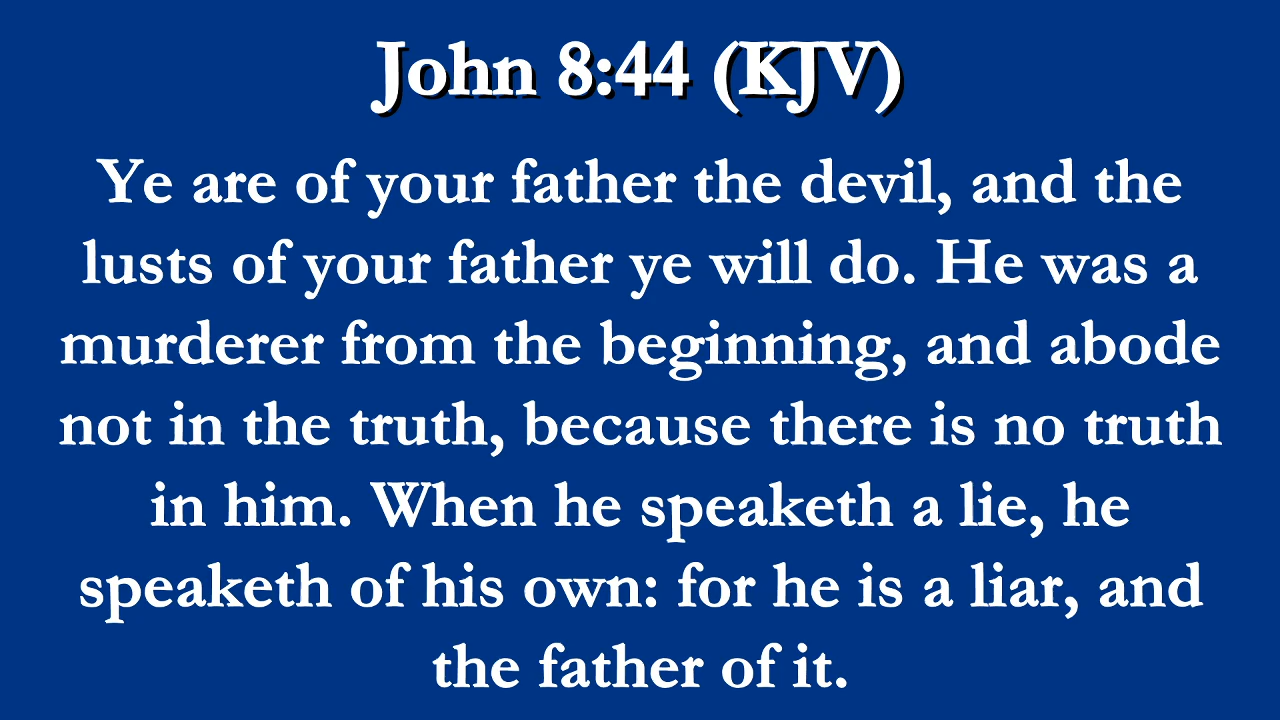 John 8:44 (KJV)
Ye are of your father the devil, and the
lusts of your father ye will do. He was a
murderer from the beginning, and abode
not in the truth, because there is no truth
in him. When he speaketh a lie, he
speaketh of his own: for he is a liar, and
the father of it.